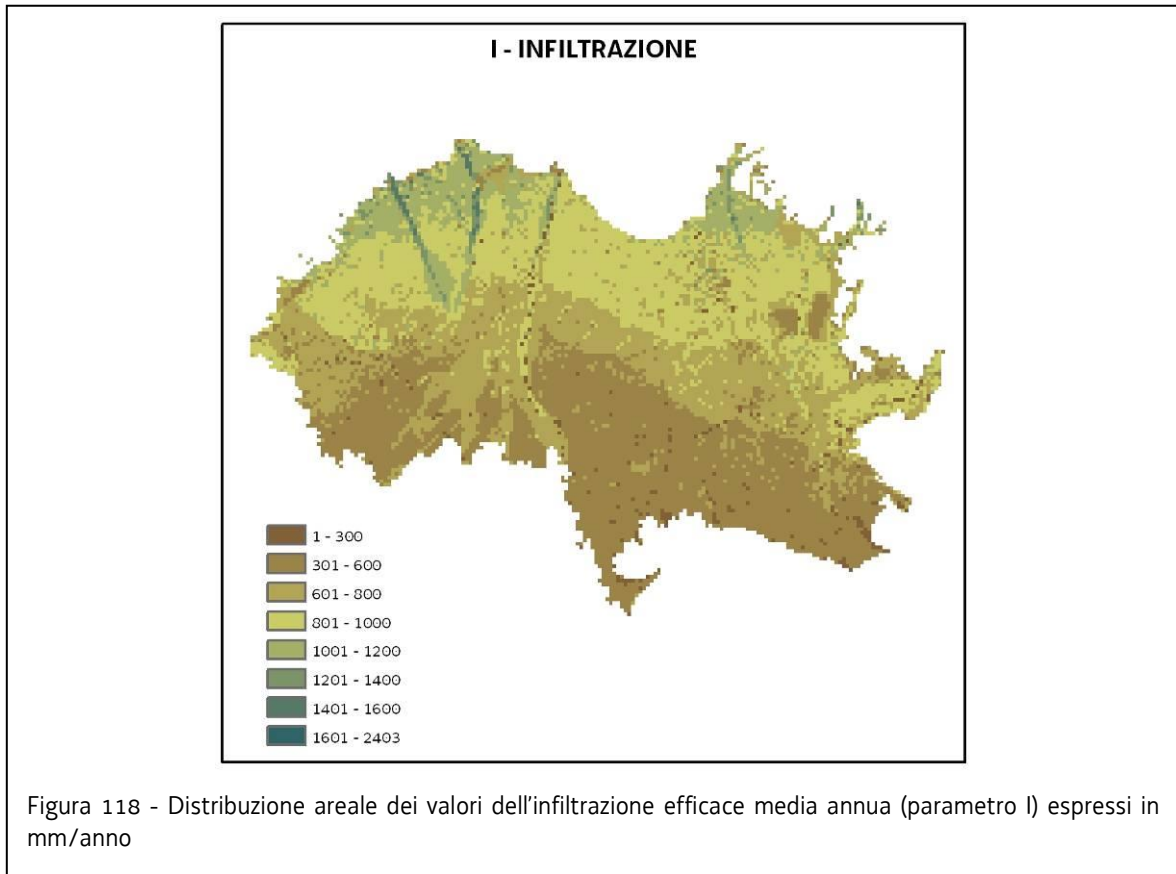 I - INFILTRAZIONE
1 - 300
301 - 600
601 - 800
801 - 1000
1001 - 1200
1201 - 1400
1401 - 1600
1601 - 2403
Figura 118 - Distribuzione areale dei valori dell'infiltrazione efficace media annua (parametro I) espressi in
mm/anno